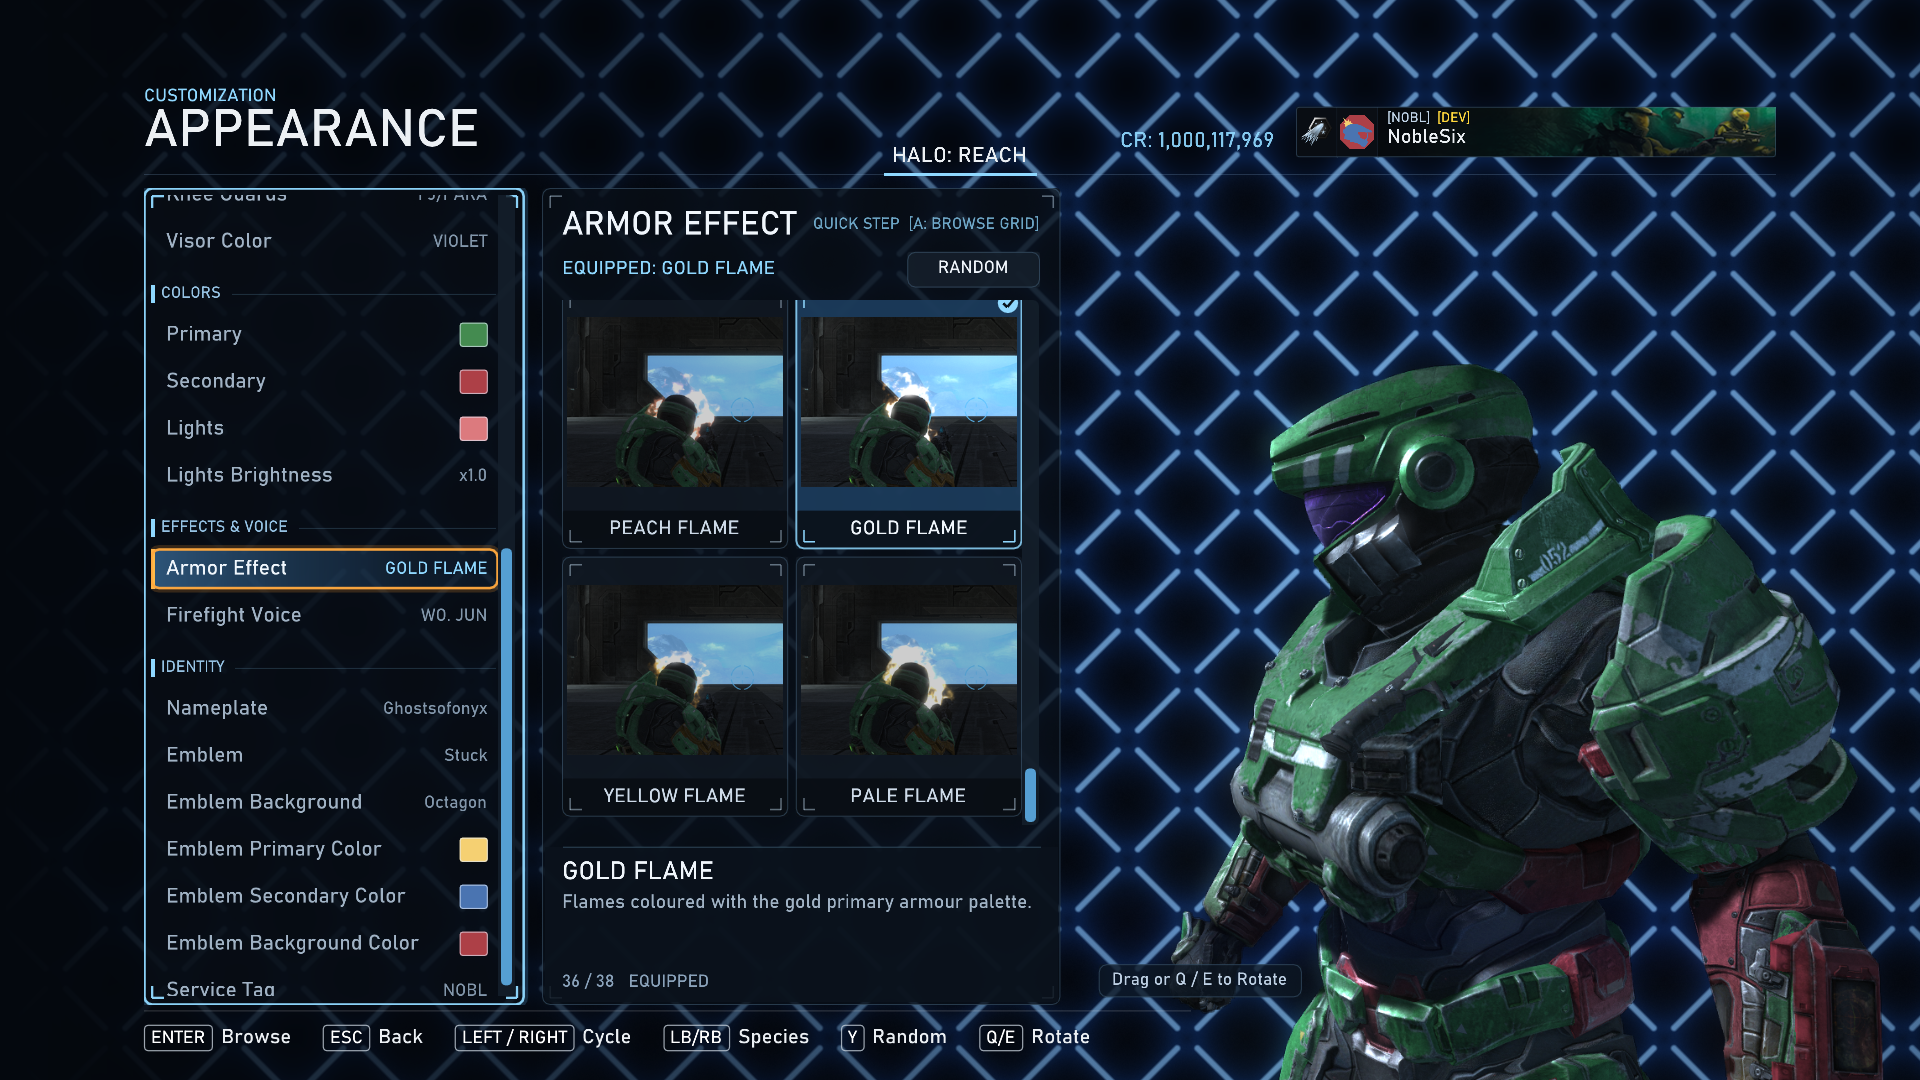 CUSTOMIZATION
APPEARANCE
HALO: REACH
CR: 1,000,117,969
[NOBL] [DEV]
NobleSix
Knee Guards
Visor Color VIOLET
COLORS
Primary
Secondary
Lights
Lights Brightness x1.0
EFFECTS & VOICE
Armor Effect GOLD FLAME
Firefight Voice WO. JUN
IDENTITY
Nameplate Ghostsofonyx
Emblem Stuck
Emblem Background Octagon
Emblem Primary Color
Emblem Secondary Color
Emblem Background Color
Service Tag NOBL
ARMOR EFFECT QUICK STEP [A: BROWSE GRID]
EQUIPPED: GOLD FLAME RANDOM
PEACH FLAME GOLD FLAME
YELLOW FLAME PALE FLAME
GOLD FLAME
Flames coloured with the gold primary armour palette.
36 / 38 EQUIPPED
052
Drag or Q / E to Rotate
ENTER Browse ESC Back LEFT / RIGHT Cycle LB/RB Species Y Random Q/E Rotate